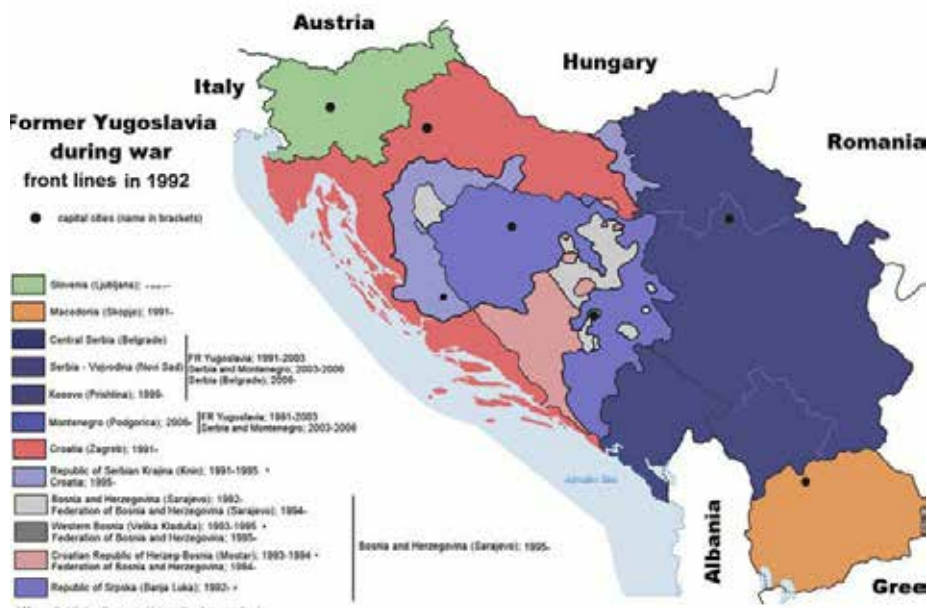 Austria
Hungary
Italy
Former Yugoslavia
during war
front lines in 1992
Romania
capital cities (name in brackets)
Slovenia (Ljubljana);
Macedonia (Skopje); 1991-
Central Serbia (Belgrade)
Serbia - Vojvodina (Novi Sad)
Kosovo (Prishtina); 1999-
FR Yugoslavia; 1991-2003
Serbia and Montenegro; 2003-2006
Serbia (Belgrade); 2006-
Montenegro (Podgorica); 2006-
FR Yugoslavia; 1991-2003
Serbia and Montenegro; 2003-2006
Croatia (Zagreb); 1991-
Republic of Serbian Krajina (Knin); 1991-1995 •
Croatia; 1995-
Bosnia and Herzegovina (Sarajevo); 1992-
Federation of Bosnia and Herzegovina (Sarajevo); 1994-
Western Bosnia (Velika Kladuša); 1993-1995 •
Federation of Bosnia and Herzegovina; 1995-
Croatian Republic of Herzeg-Bosnia (Mostar); 1993-1994 •
Federation of Bosnia and Herzegovina; 1994-
Republic of Srpska (Banja Luka); 1992- •
Bosnia and Herzegovina (Sarajevo); 1995-
Adriatic Sea
Albania
Gree